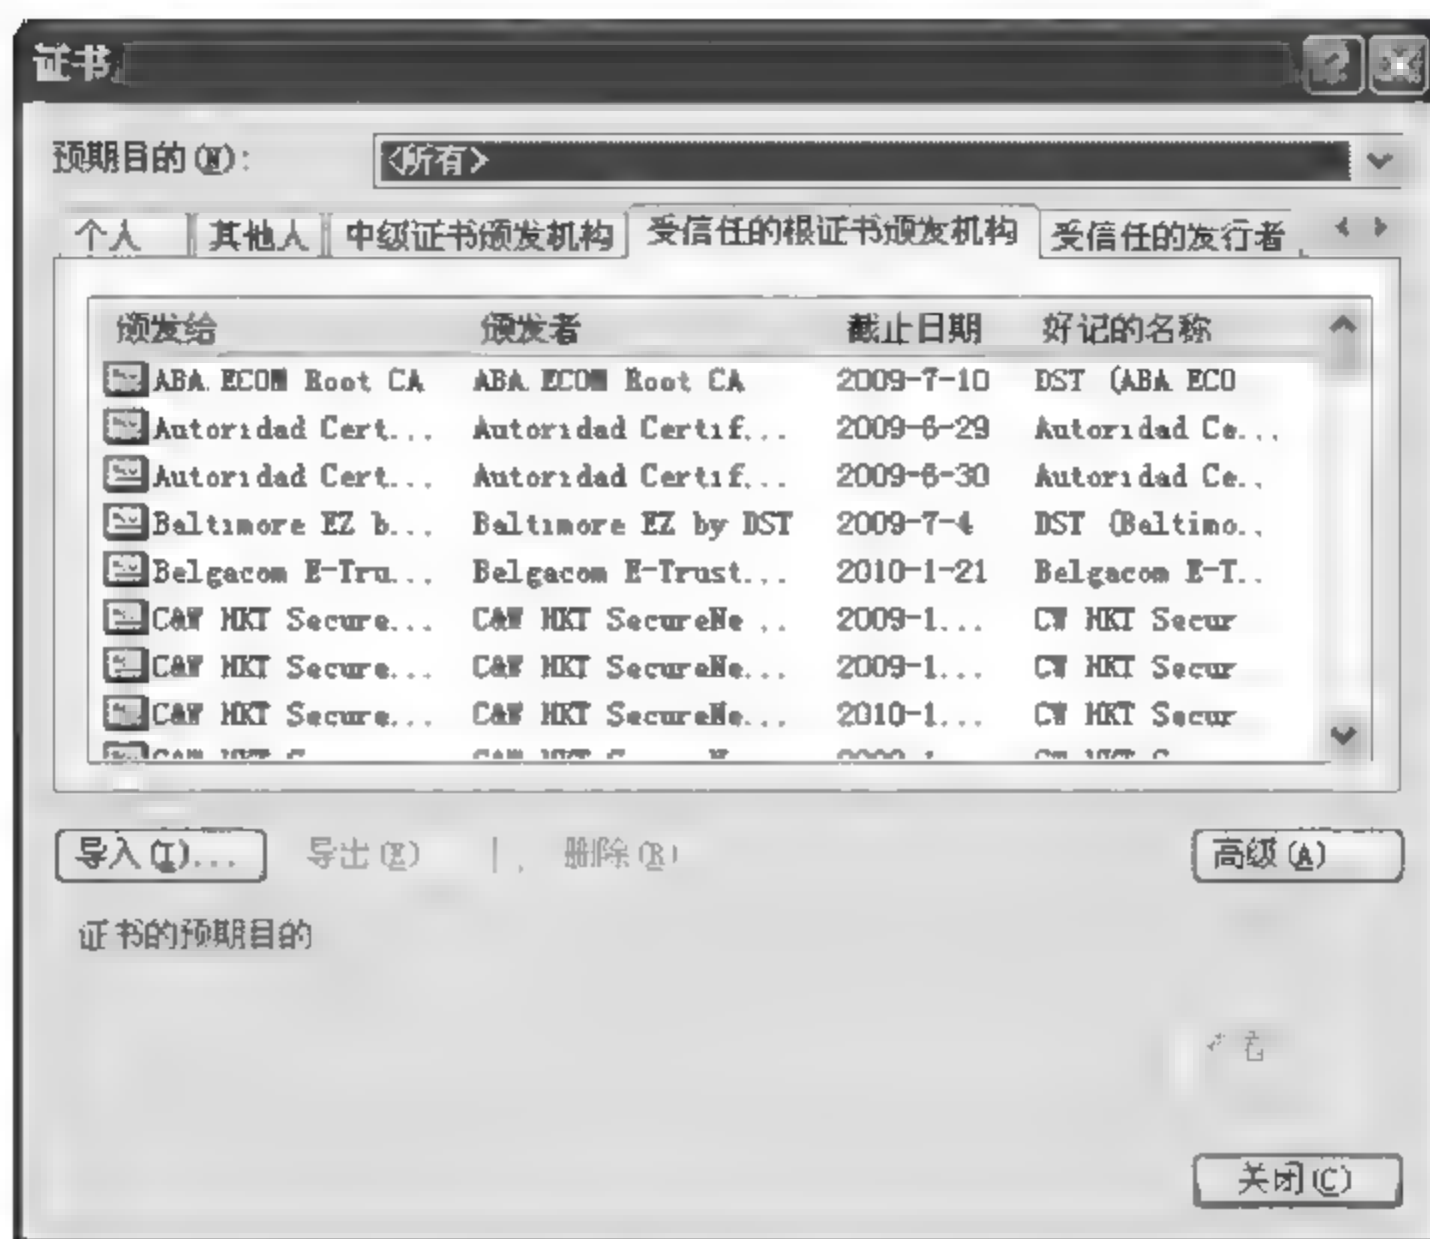 证书
预期目的(N):
<所有>
个人 其他人 中级证书颁发机构 受信任的根证书颁发机构 受信任的发行者
颁发给 颁发者 截止日期 好记的名称
ABA.ECOM Root CA ABA.ECOM Root CA 2009-7-10 DST (ABA.ECO
Autoridad Cert... Autoridad Certif... 2009-6-29 Autoridad Ce...
Autoridad Cert... Autoridad Certif... 2009-6-30 Autoridad Ce..
Baltimore EZ b... Baltimore EZ by DST 2009-7-4 DST (Baltimo..
Belgacom E-Tru... Belgacom E-Trust... 2010-1-21 Belgacom E-T..
C&W HKT Secure... C&W HKT SecureNe .. 2009-1... CW HKT Secur
C&W HKT Secure... C&W HKT SecureNe... 2009-1... CW HKT Secur
C&W HKT Secure... C&W HKT SecureNe... 2010-1... CW HKT Secur
导入(I)... 导出(E) 删除(R) 高级(A)
证书的预期目的
关闭(C)